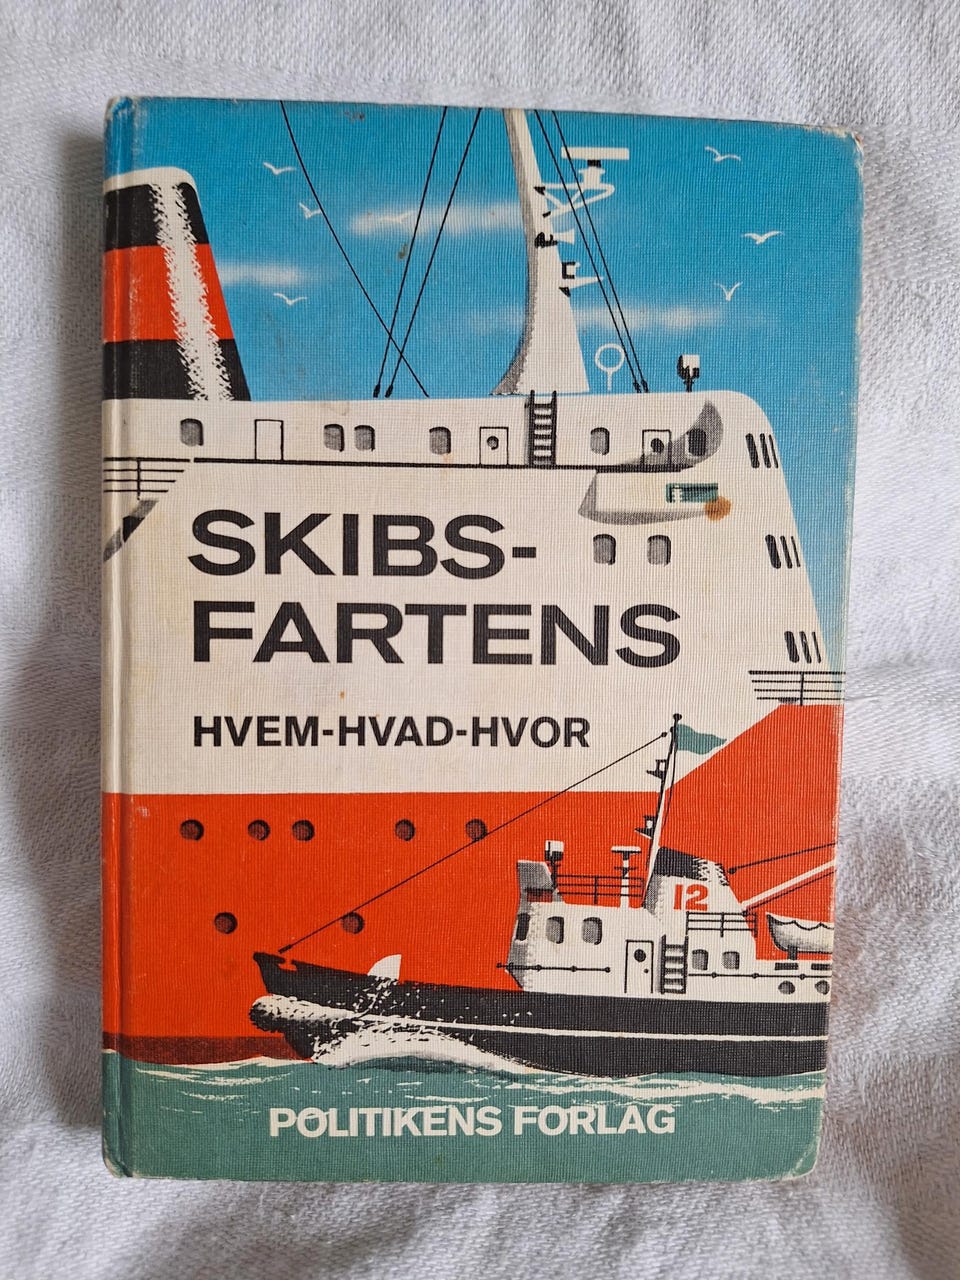 SKIBS-
FARTENS
HVEM-HVAD-HVOR
12
POLITIKENS FORLAG